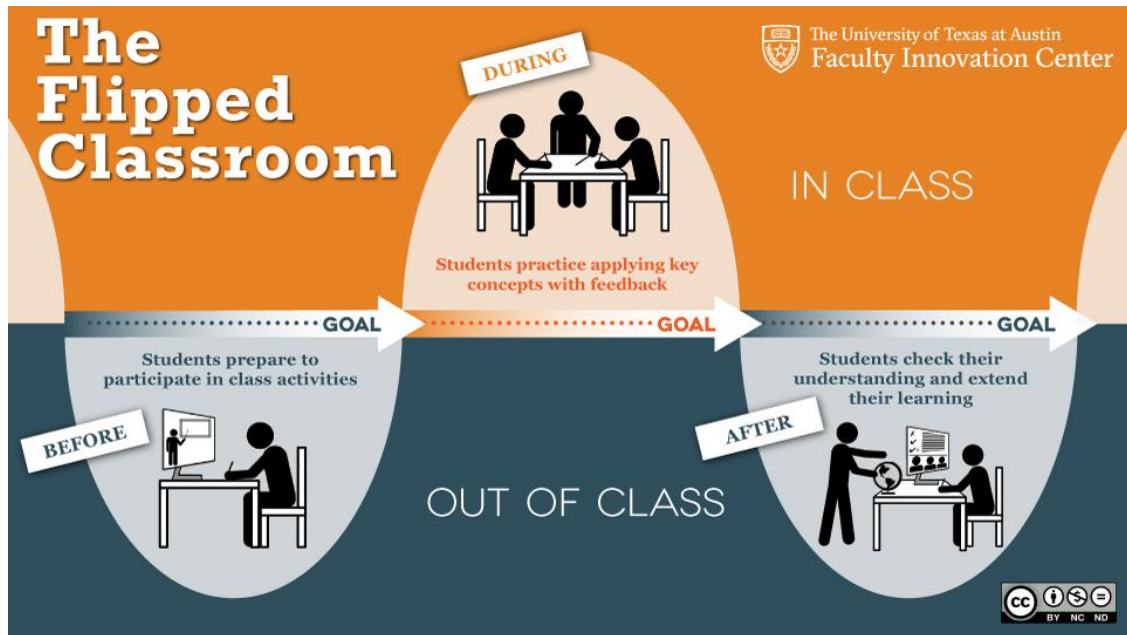 The
Flipped
Classroom
The University of Texas at Austin
Faculty Innovation Center
DURING
IN CLASS
Students practice applying key
concepts with feedback
GOAL
GOAL
GOAL
Students prepare to
participate in class activities
BEFORE
Students check their
understanding and extend
their learning
AFTER
OUT OF CLASS
cc
BY NC ND